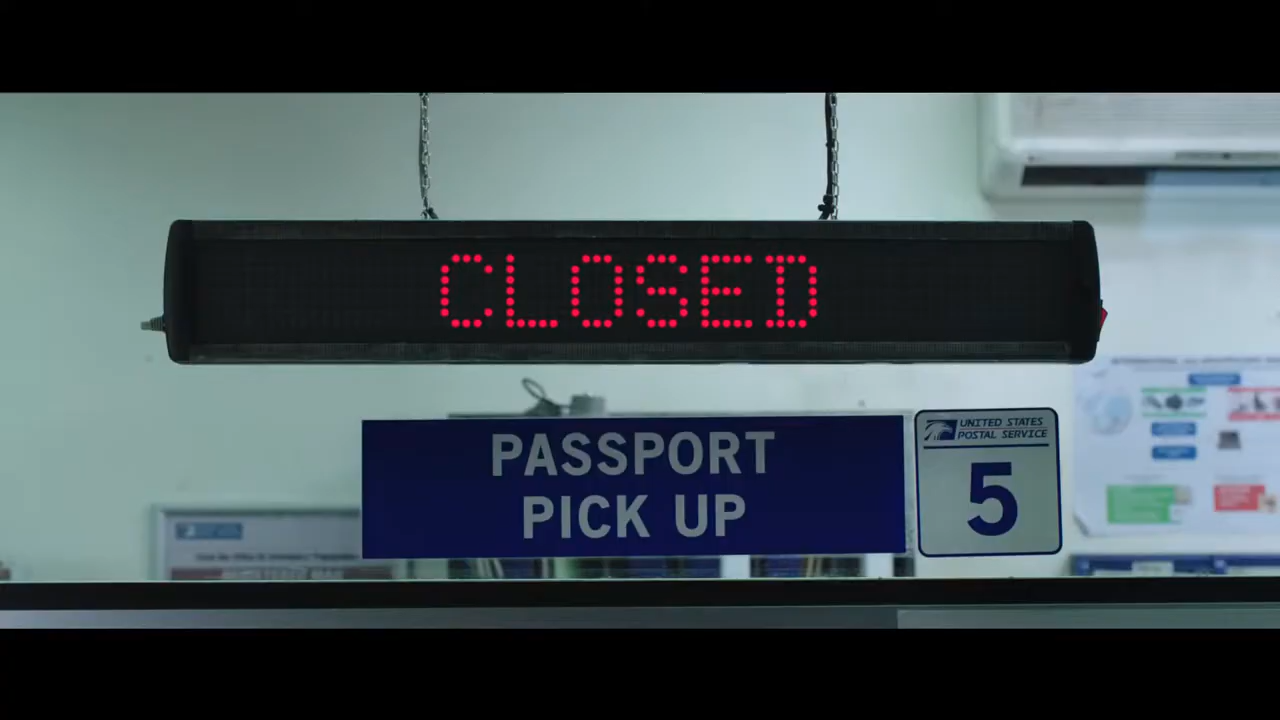 CLOSED
PASSPORT
PICK UP
UNITED STATES
POSTAL SERVICE
5